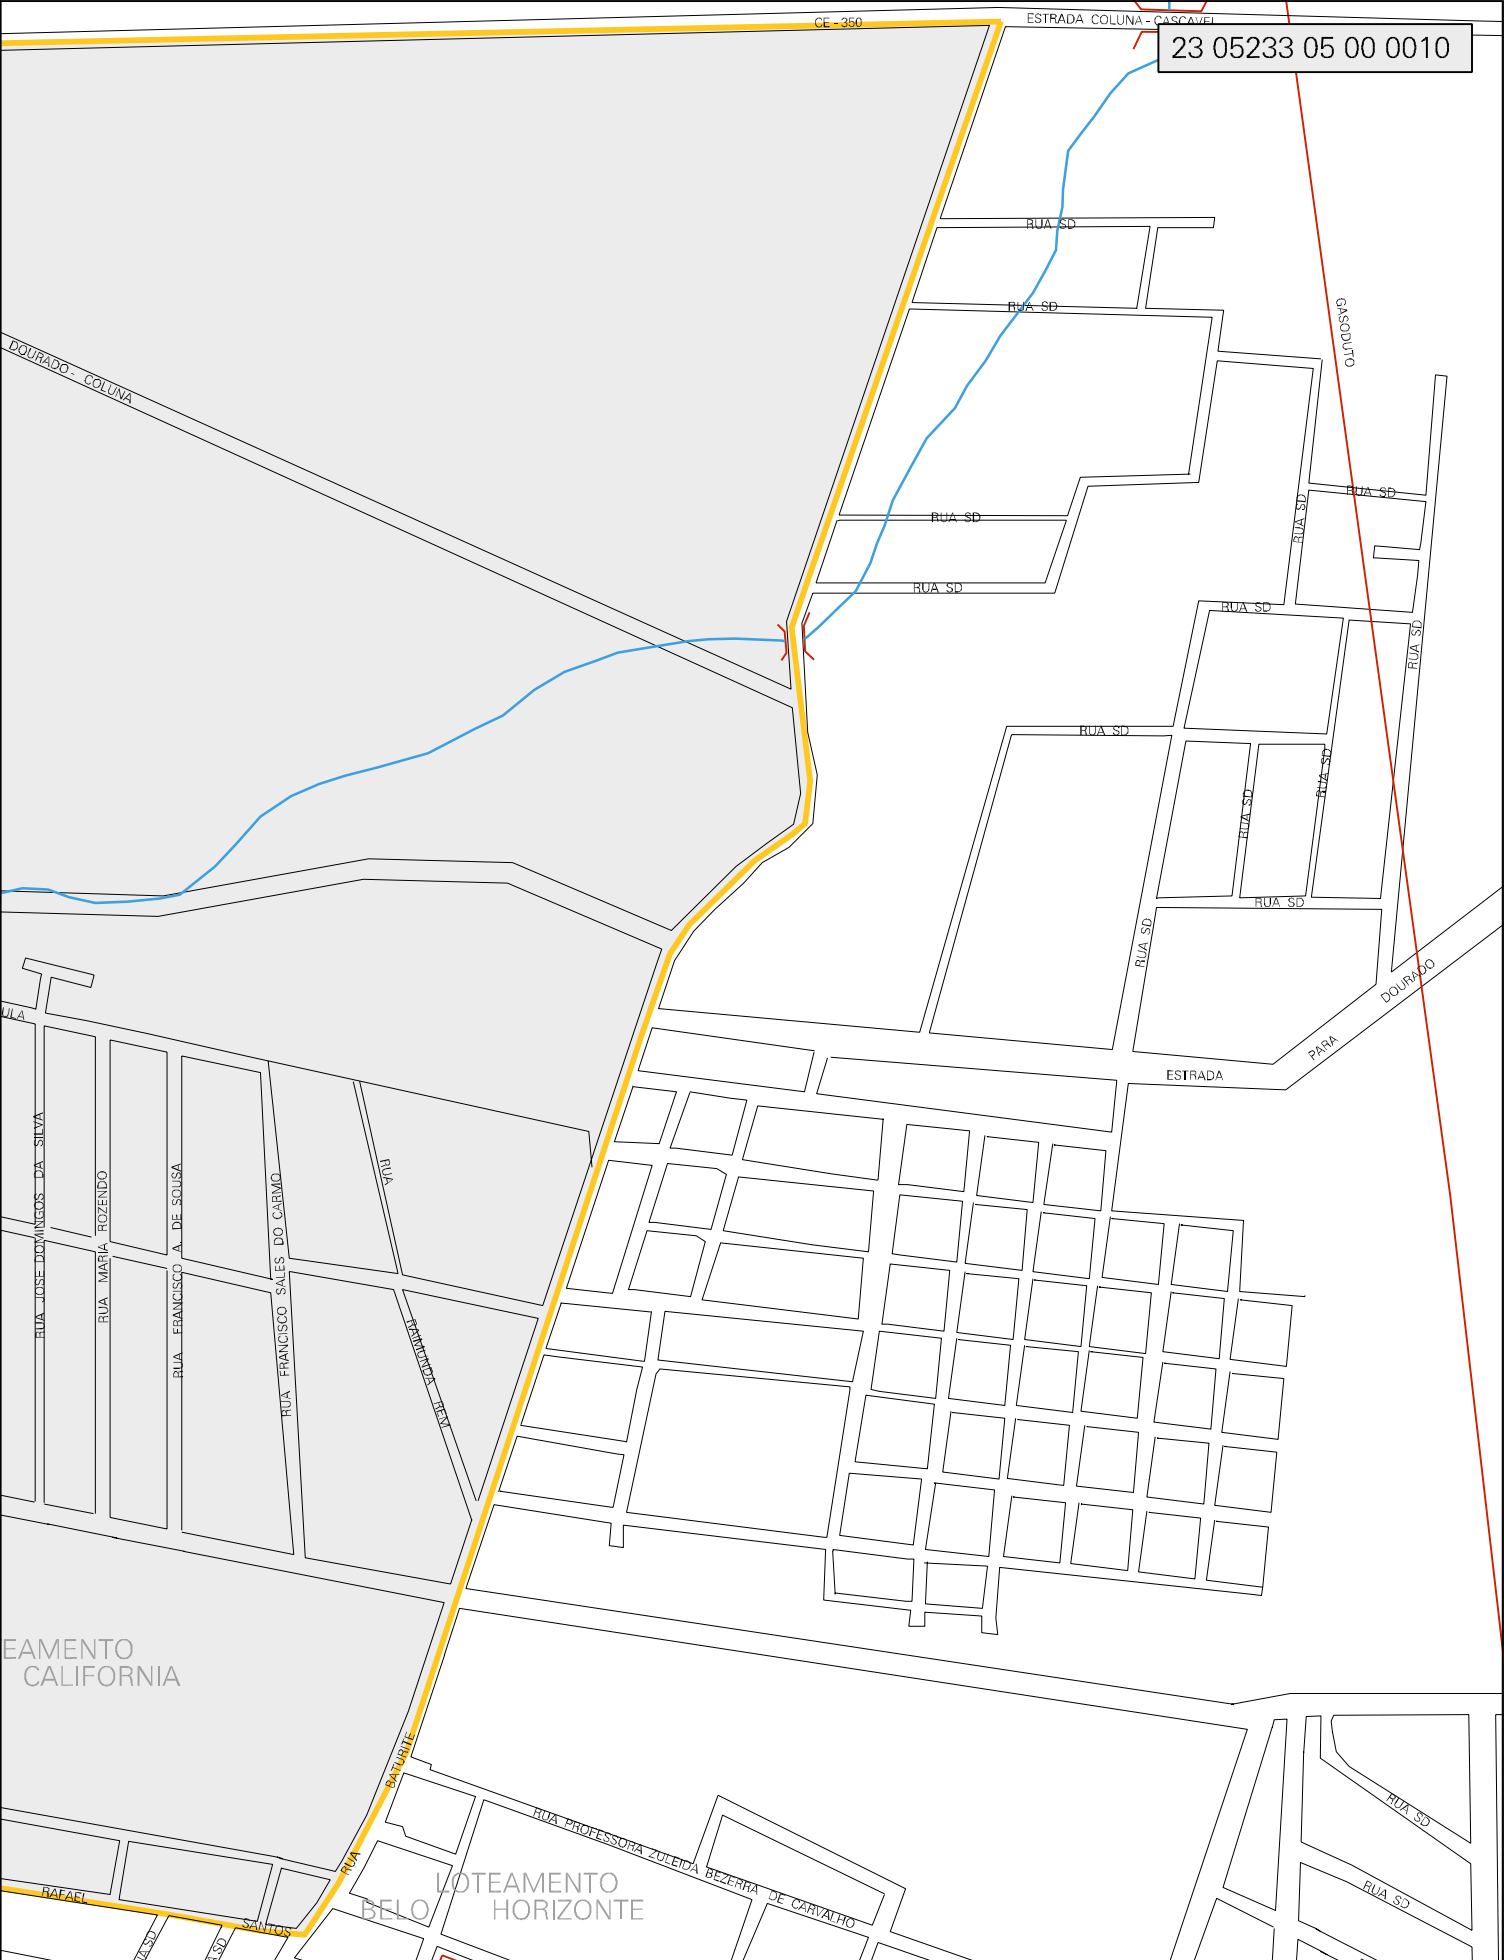 CE - 350
ESTRADA COLUNA - CASCAVEL
23 05233 05 00 0010
RUA SD
RUA SD
GASODUTO
DOURADO - COLUNA
RUA SD
RUA SD
RUA SD
RUA SD
RUA SD
RUA SD
RUA SD
RUA SD
RUA SD
RUA SD
RUA SD
DOURADO
PARA
ESTRADA
ULA
RUA JOSE DOMINGOS DA SILVA
RUA MARIA ROZENDO
RUA FRANCISCO A. DE SOUSA
RUA FRANCISCO SALES DO CARMO
RUA
RAIMUNDA REM
EAMENTO
CALIFORNIA
BATURITE
RUA
RUA PROFESSORA ZULEIDA BEZERRA DE CARVALHO
RUA SD
RUA SD
LOTEAMENTO
BELO HORIZONTE
RAFAEL
SANTOS